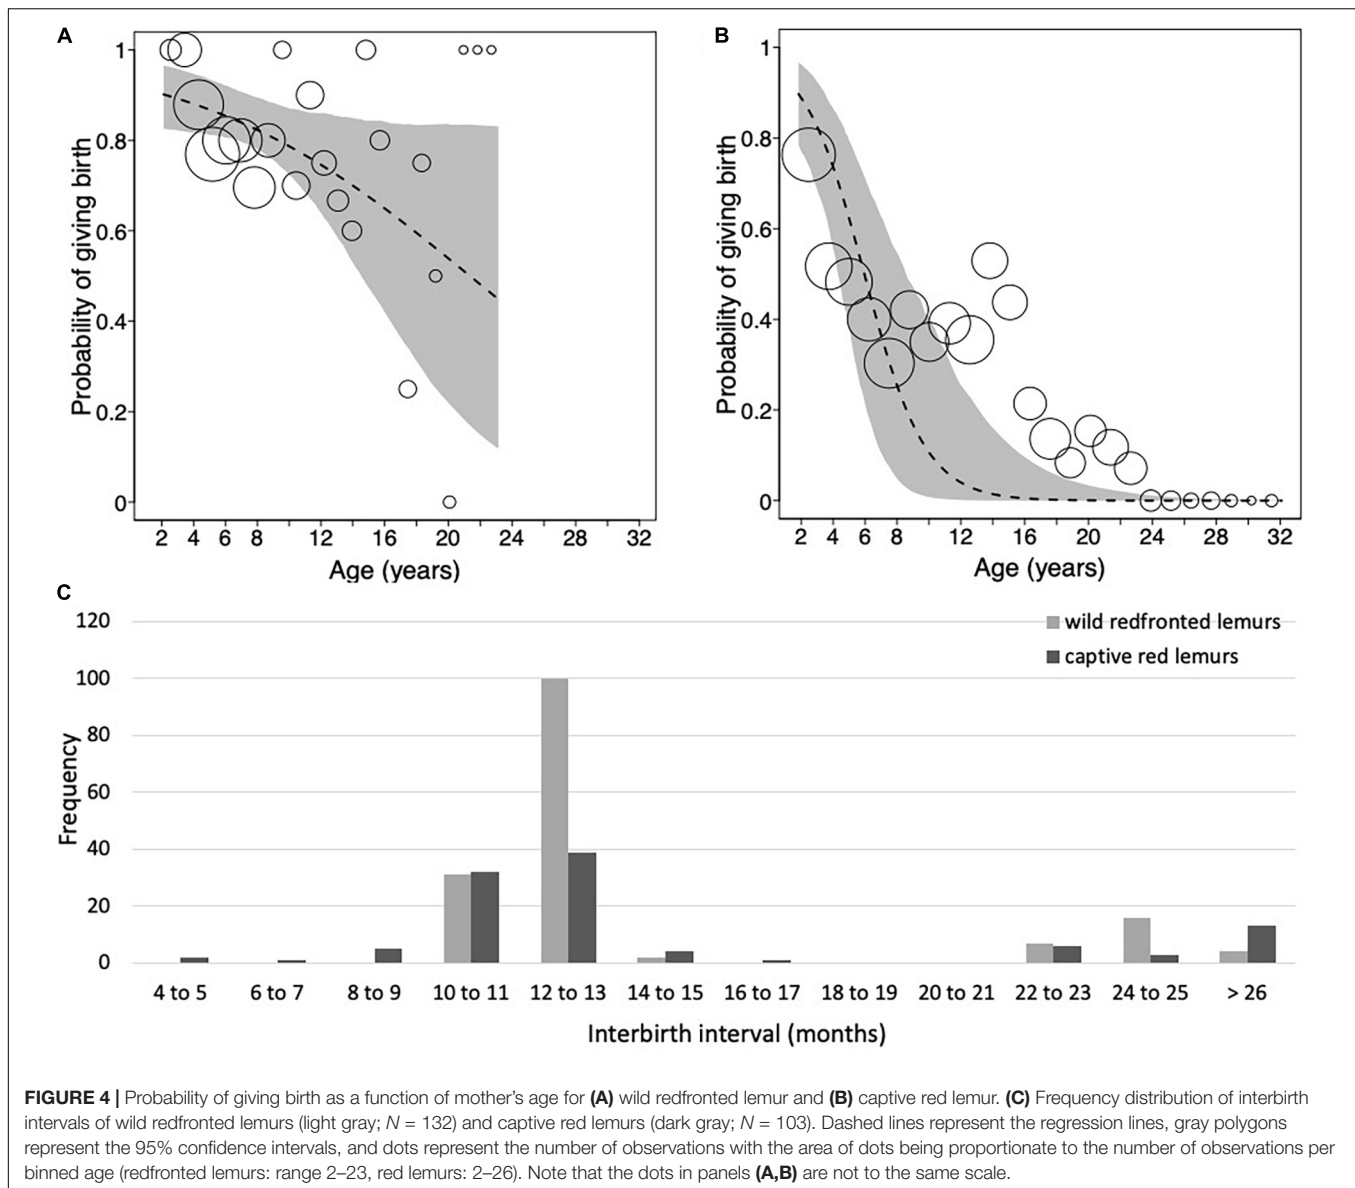 A
B
Probability of giving birth
1
0.8
0.6
0.4
0.2
0
2 4 6 8 12 16 20 24 28 32
Age (years)
Probability of giving birth
1
0.8
0.6
0.4
0.2
0
2 4 6 8 12 16 20 24 28 32
Age (years)
C
wild redfronted lemurs
captive red lemurs
Frequency
120
100
80
60
40
20
0
4 to 5 6 to 7 8 to 9 10 to 11 12 to 13 14 to 15 16 to 17 18 to 19 20 to 21 22 to 23 24 to 25 > 26
Interbirth interval (months)
FIGURE 4 | Probability of giving birth as a function of mother's age for (A) wild redfronted lemur and (B) captive red lemur. (C) Frequency distribution of interbirth
intervals of wild redfronted lemurs (light gray; N = 132) and captive red lemurs (dark gray; N = 103). Dashed lines represent the regression lines, gray polygons
represent the 95% confidence intervals, and dots represent the number of observations with the area of dots being proportionate to the number of observations per
binned age (redfronted lemurs: range 2–23, red lemurs: 2–26). Note that the dots in panels (A,B) are not to the same scale.